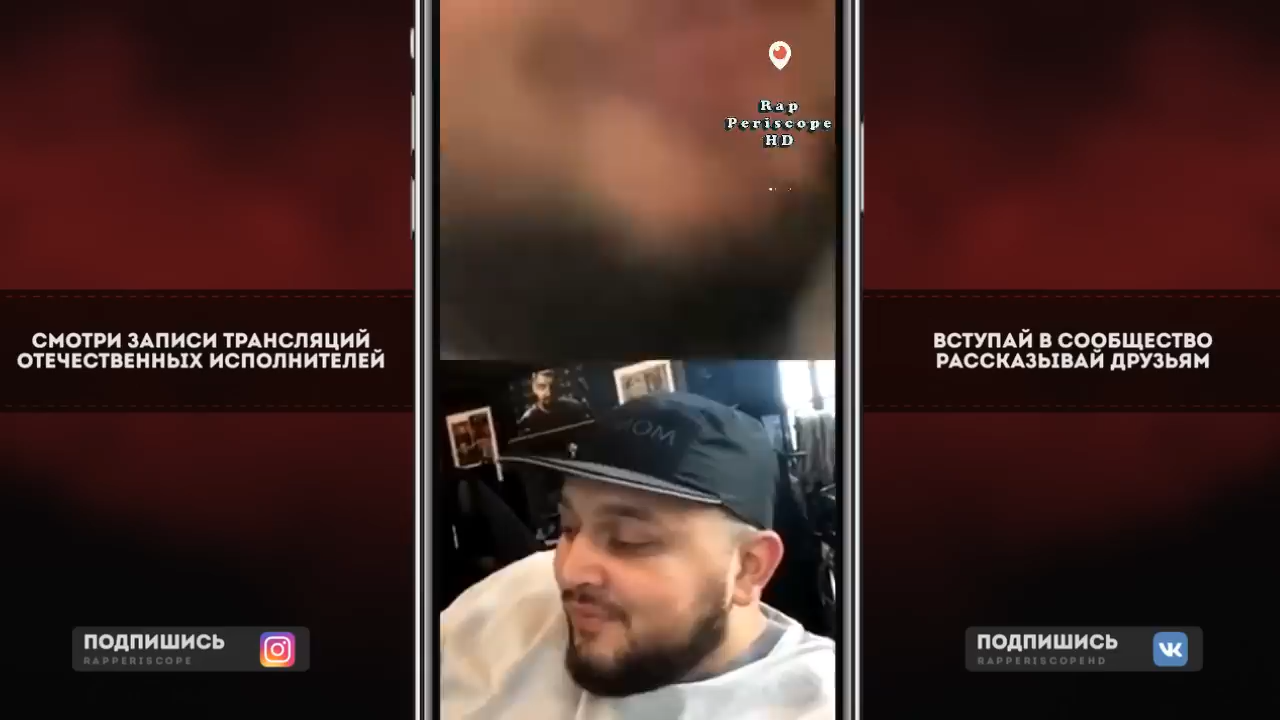 Rap
Periscope
HD
СМОТРИ ЗАПИСИ ТРАНСЛЯЦИЙ
ОТЕЧЕСТВЕННЫХ ИСПОЛНИТЕЛЕЙ
ВСТУПАЙ В СООБЩЕСТВО
РАССКАЗЫВАЙ ДРУЗЬЯМ
ПОДПИШИСЬ
RAPPERISCOPE
ПОДПИШИСЬ
RAPPERISCOPEHD